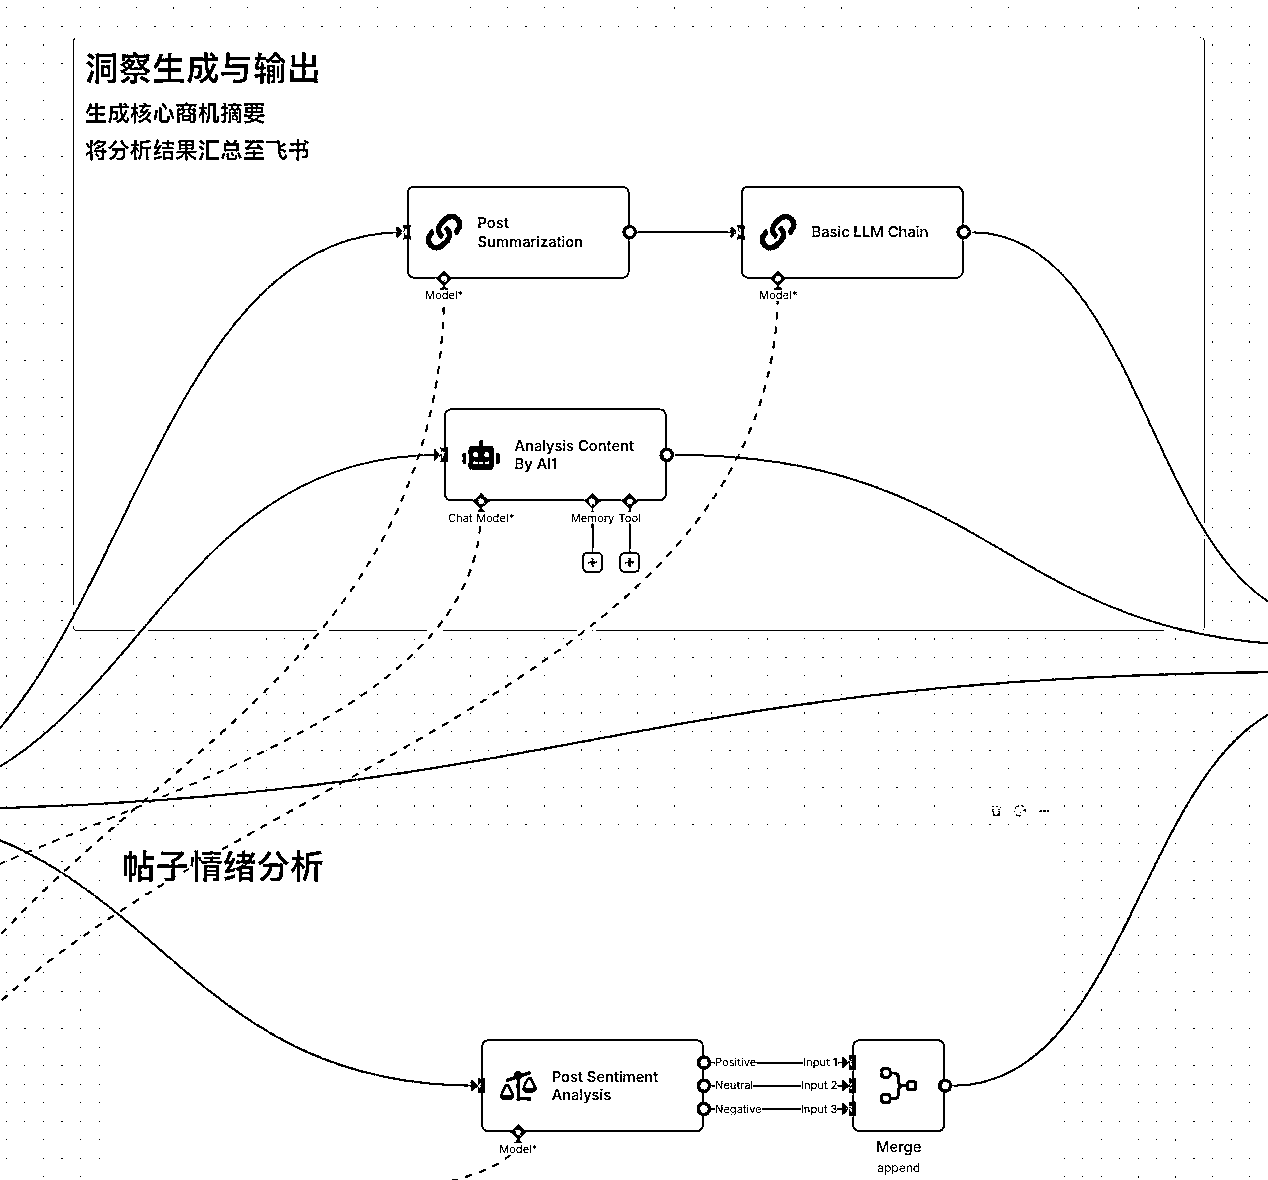 洞察生成与输出
生成核心商机摘要
将分析结果汇总至飞书
Post
Summarization
Model*
Basic LLM Chain
Model*
Analysis Content
By AI1
Chat Model*
Memory
Tool
帖子情绪分析
Post Sentiment
Analysis
Model*
Positive
Neutral
Negative
Input 1
Input 2
Input 3
Merge
append